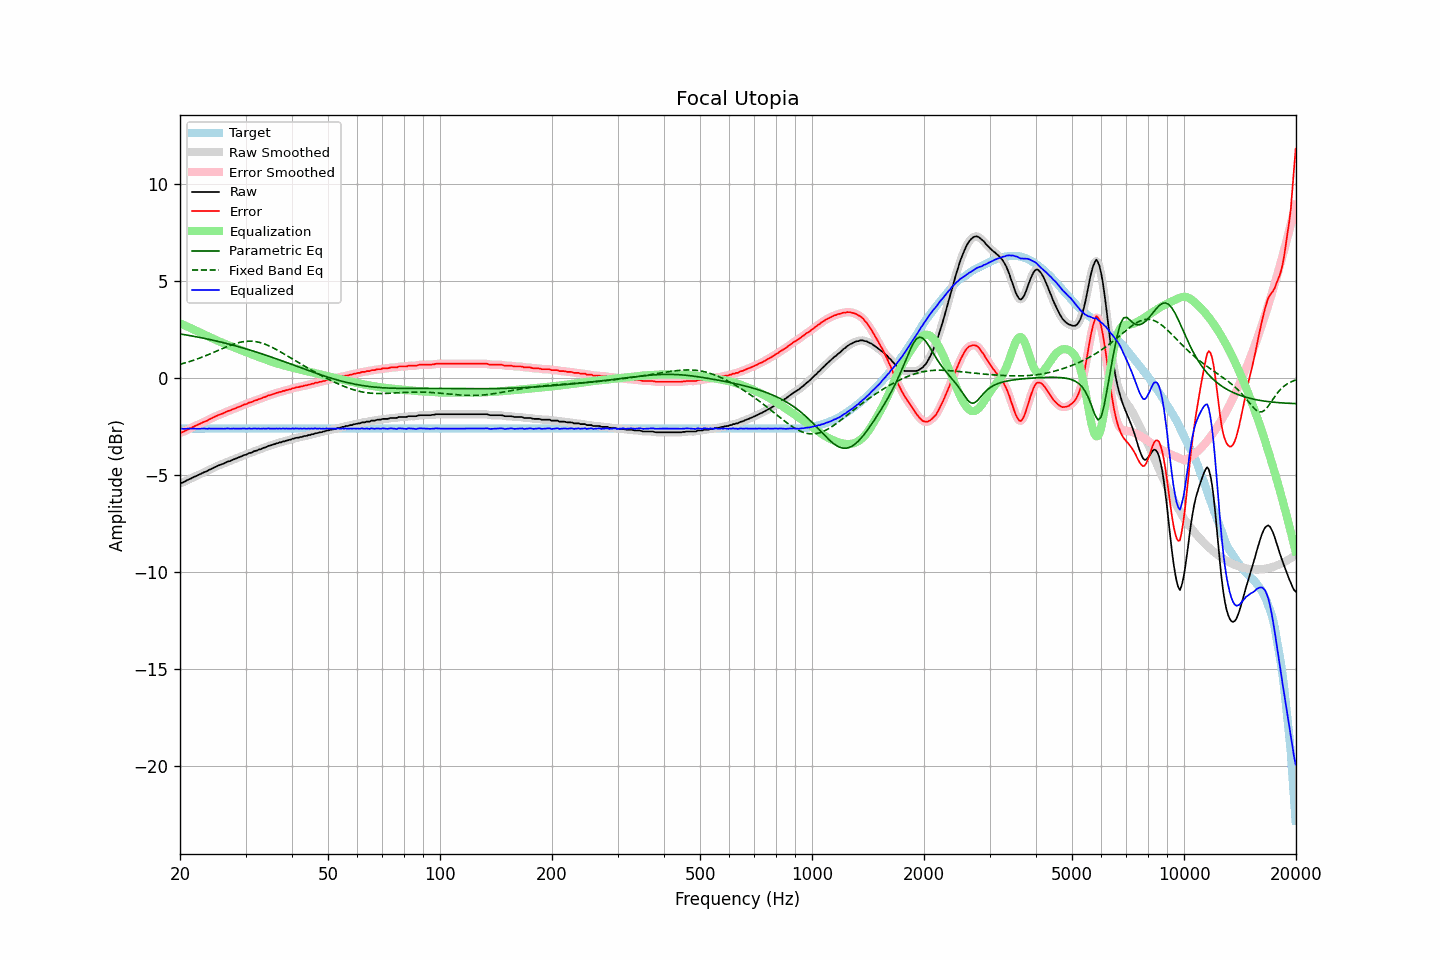 Focal Utopia
Target
Raw Smoothed
Error Smoothed
Raw
Error
Equalization
Parametric Eq
Fixed Band Eq
Equalized
10
5
0
−5
−10
−15
−20
Amplitude (dBr)
20 50 100 200 500 1000 2000 5000 10000 20000
Frequency (Hz)